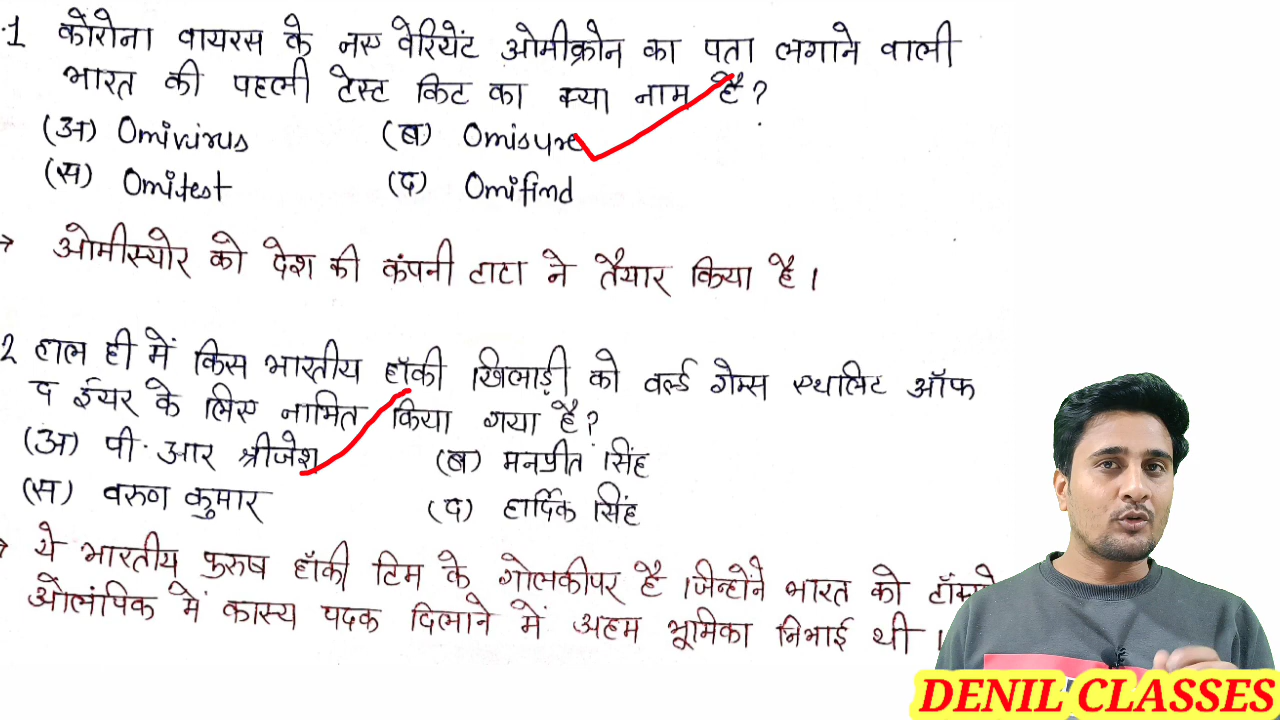 .1 कोरोना वायरस के नए वेरियेंट ओमीक्रोन का पता लगाने वाली
भारत की पहली टेस्ट किट का क्या नाम है?
(अ) Omivirus (ब) Omisure
(स) Omitest (द) Omifind
→ ओमीस्योर को देश की कंपनी टाटा ने तैयार किया है।
2 हाल ही में किस भारतीय हॉकी खिलाड़ी को वर्ल्ड गेम्स एथलिट ऑफ
द ईयर के लिए नामित किया गया है?
(अ) पी. आर श्रीजेश (ब) मनप्रीत सिंह
(स) वरुण कुमार (द) हार्दिक सिंह
→ ये भारतीय पुरुष हॉकी टिम के गोलकीपर है। जिन्होने भारत को
ओलंपिक में कास्य पदक दिलाने में अहम भूमिका निभाई थी।
DENIL CLASSES